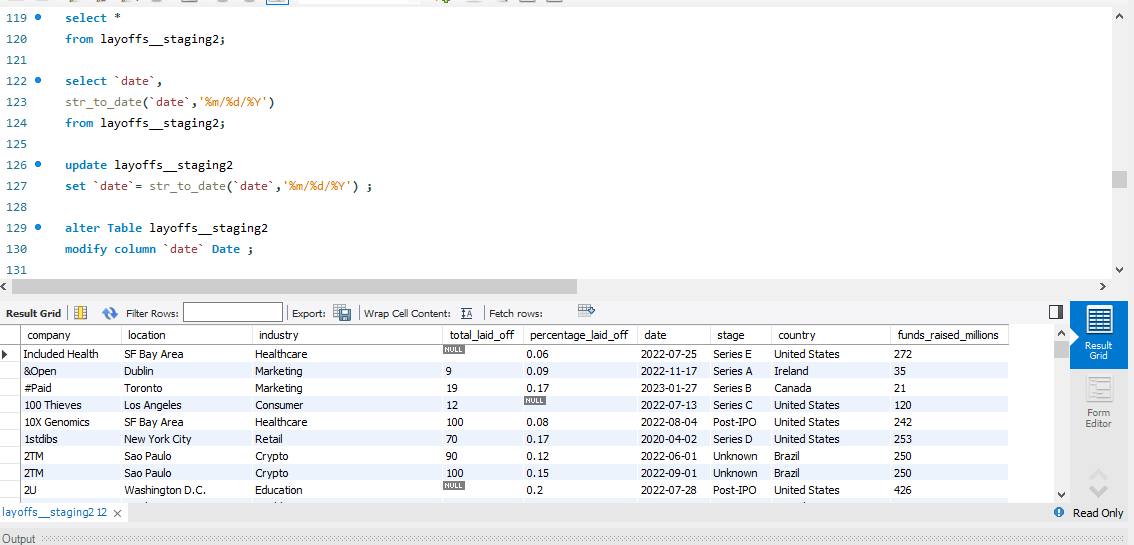 119 select *
120 from layoffs__staging2;
121
122 select `date`,
123 str_to_date(`date`,'%m/%d/%Y')
124 from layoffs__staging2;
125
126 update layoffs__staging2
127 set `date`= str_to_date(`date`,'%m/%d/%Y') ;
128
129 alter Table layoffs__staging2
130 modify column `date` Date ;
131
Result Grid Filter Rows: Export: Wrap Cell Content: IA Fetch rows:
company location industry total_laid_off percentage_laid_off date stage country funds_raised_millions
Included Health SF Bay Area Healthcare NULL 0.06 2022-07-25 Series E United States 272
&Open Dublin Marketing 9 0.09 2022-11-17 Series A Ireland 35
#Paid Toronto Marketing 19 0.17 2023-01-27 Series B Canada 21
100 Thieves Los Angeles Consumer 12 NULL 2022-07-13 Series C United States 120
10X Genomics SF Bay Area Healthcare 100 0.08 2022-08-04 Post-IPO United States 242
1stdibs New York City Retail 70 0.17 2020-04-02 Series D United States 253
2TM Sao Paulo Crypto 90 0.12 2022-06-01 Unknown Brazil 250
2TM Sao Paulo Crypto 100 0.15 2022-09-01 Unknown Brazil 250
2U Washington D.C. Education NULL 0.2 2022-07-28 Post-IPO United States 426
Result
Grid
Form
Editor
layoffs__staging2 12 Read Only
Output